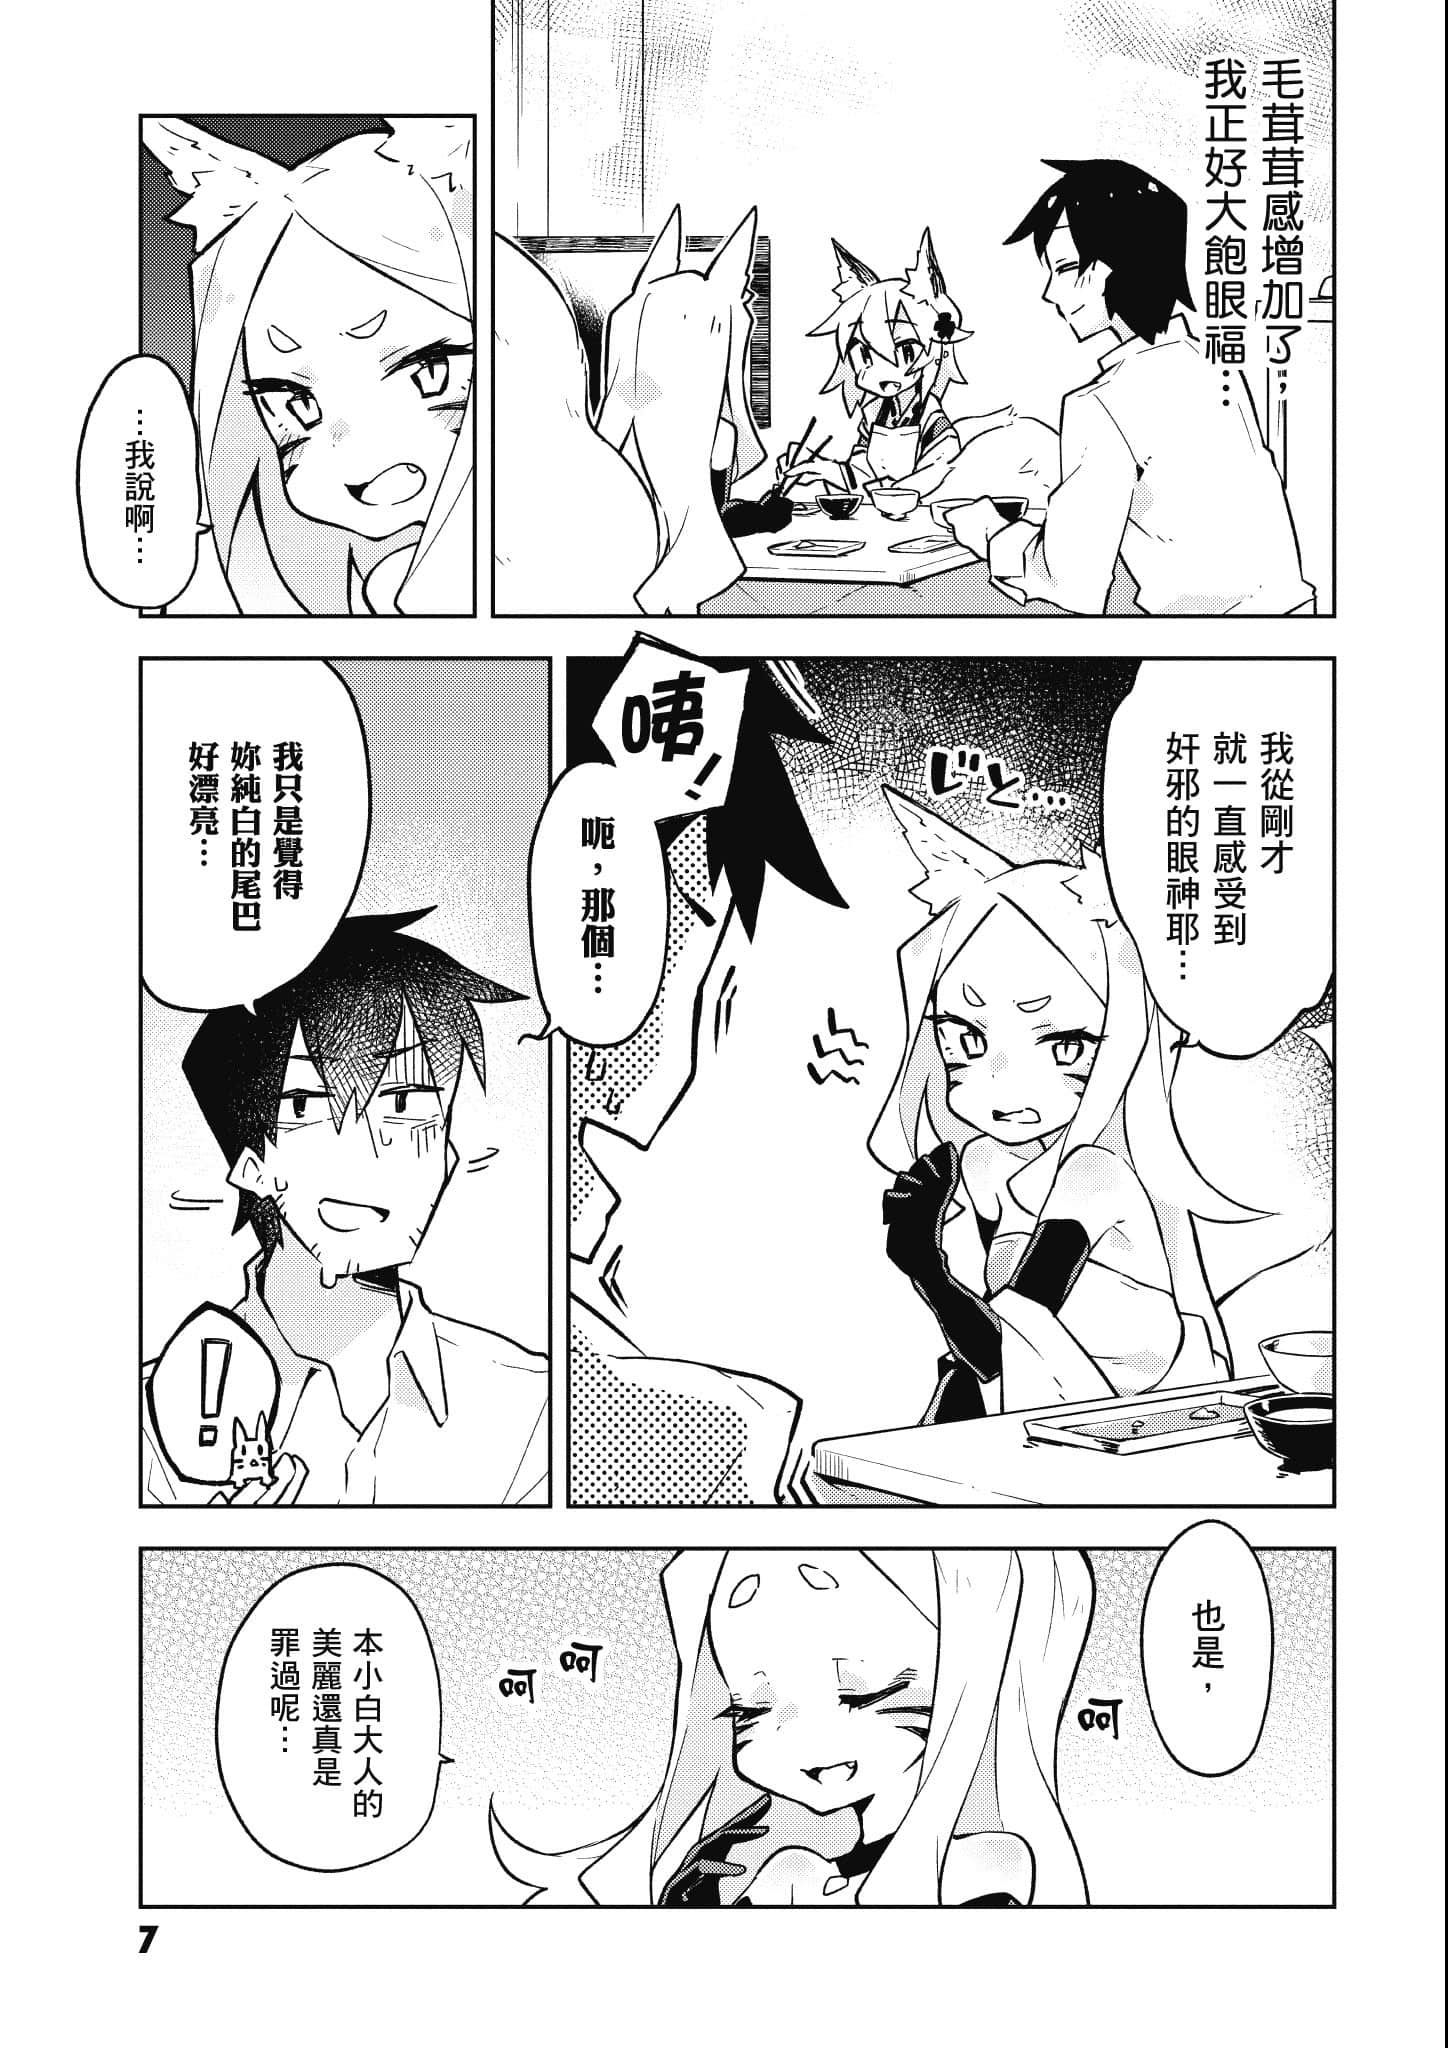 毛茸茸感增加了，
我正好大飽眼福…
…我說啊…
我從剛才
就一直感受到
奸邪的眼神耶…
じと…
咦！
呃，那個…
我只是覺得
妳純白的尾巴
好漂亮…
！
也是，
呵
呵
呵
本小白大人的
美麗還真是
罪過呢…
7